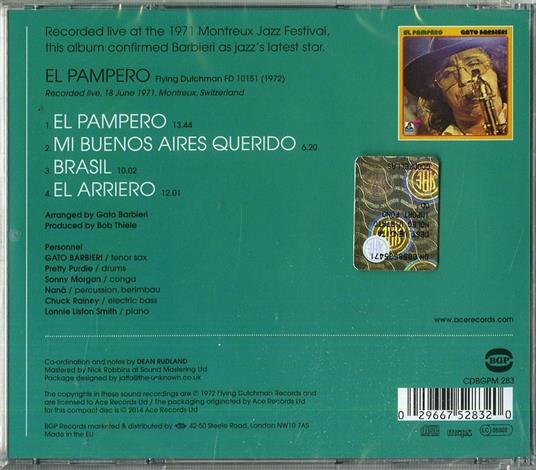 Recorded live at the 1971 Montreux Jazz Festival,
this album confirmed Barbieri as jazz's latest star.
EL PAMPERO Flying Dutchman FD 10151 (1972)
Recorded live, 18 June 1971, Montreux, Switzerland
1. EL PAMPERO 13.44
2. MI BUENOS AIRES QUERIDO 6.20
3. BRASIL 10.02
4. EL ARRIERO 12.01
Arranged by Gato Barbieri
Produced by Bob Thiele
Personnel
GATO BARBIERI / tenor sax
Pretty Purdie / drums
Sonny Morgan / conga
Naná / percussion, berimbau
Chuck Rainey / electric bass
Lonnie Liston Smith / piano
EL PAMPERO GATO BARBIERI
www.acerecords.com
Co-ordination and notes by DEAN RUDLAND
Mastered by Nick Robbins at Sound Mastering Ltd
Package designed by jaffa@the-unknown.co.uk
All recordings are © 1972 Flying Dutchman Records and
are licensed to Ace Records Ltd / The packaging originated by Ace Records Ltd
for this compact disc is © 2014 Ace Records Ltd
BGP Records marketed & distributed by ACE 42-50 Steele Road, London NW10 7AS
Made in the EU
BGP
CDBGPM 283
0 29667 52832 0
LC 05002